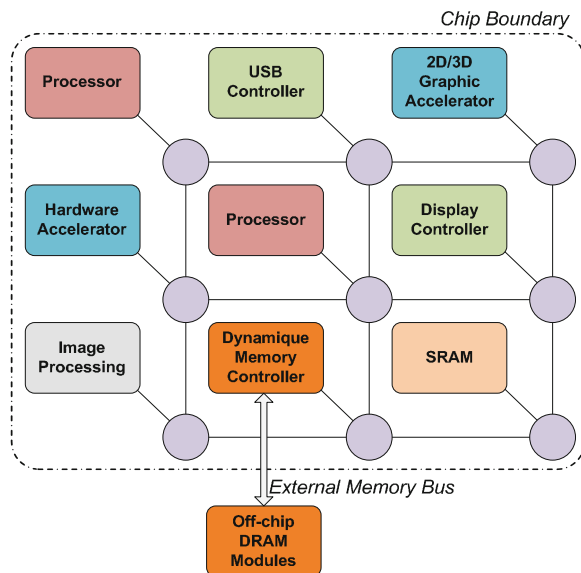 Chip Boundary
Processor
USB
Controller
2D/3D
Graphic
Accelerator
Hardware
Accelerator
Processor
Display
Controller
Image
Processing
Dynamique
Memory
Controller
SRAM
External Memory Bus
Off-chip
DRAM
Modules